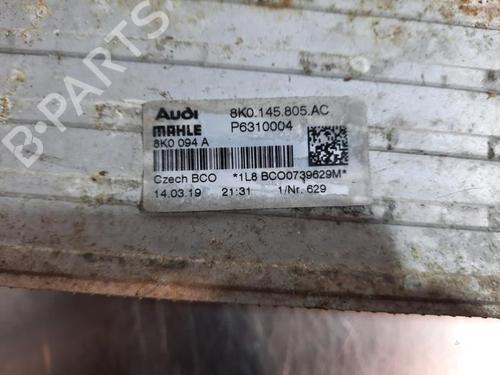 Audi 8K0.145.805.AC
MAHLE P6310004
8K0 094 A
Czech BCO *1L8 BCO0739629M*
14.03.19 21:31 1/Nr. 629
B-PARTS